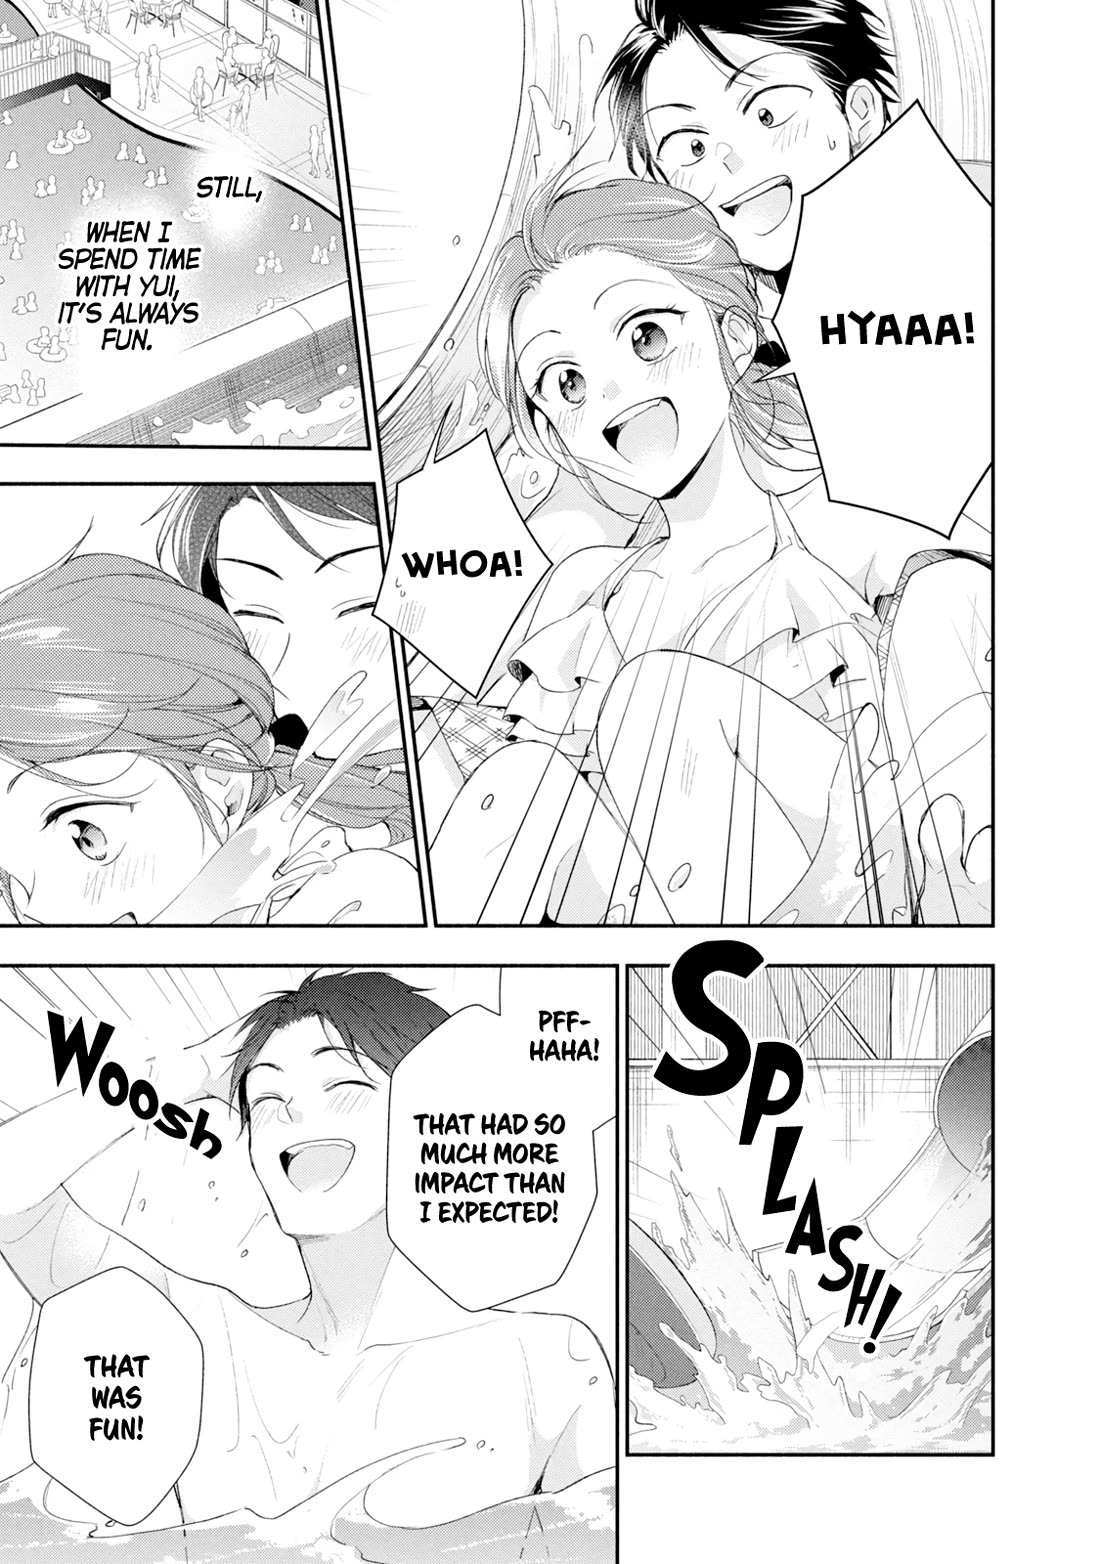 HYAAA!
WHOA!
STILL,
WHEN I
SPEND TIME
WITH YUI,
IT'S ALWAYS
FUN.
SPLASH!
PFF-
HAHA!
THAT HAD SO
MUCH MORE
IMPACT THAN
I EXPECTED!
Woosh
THAT
WAS
FUN!